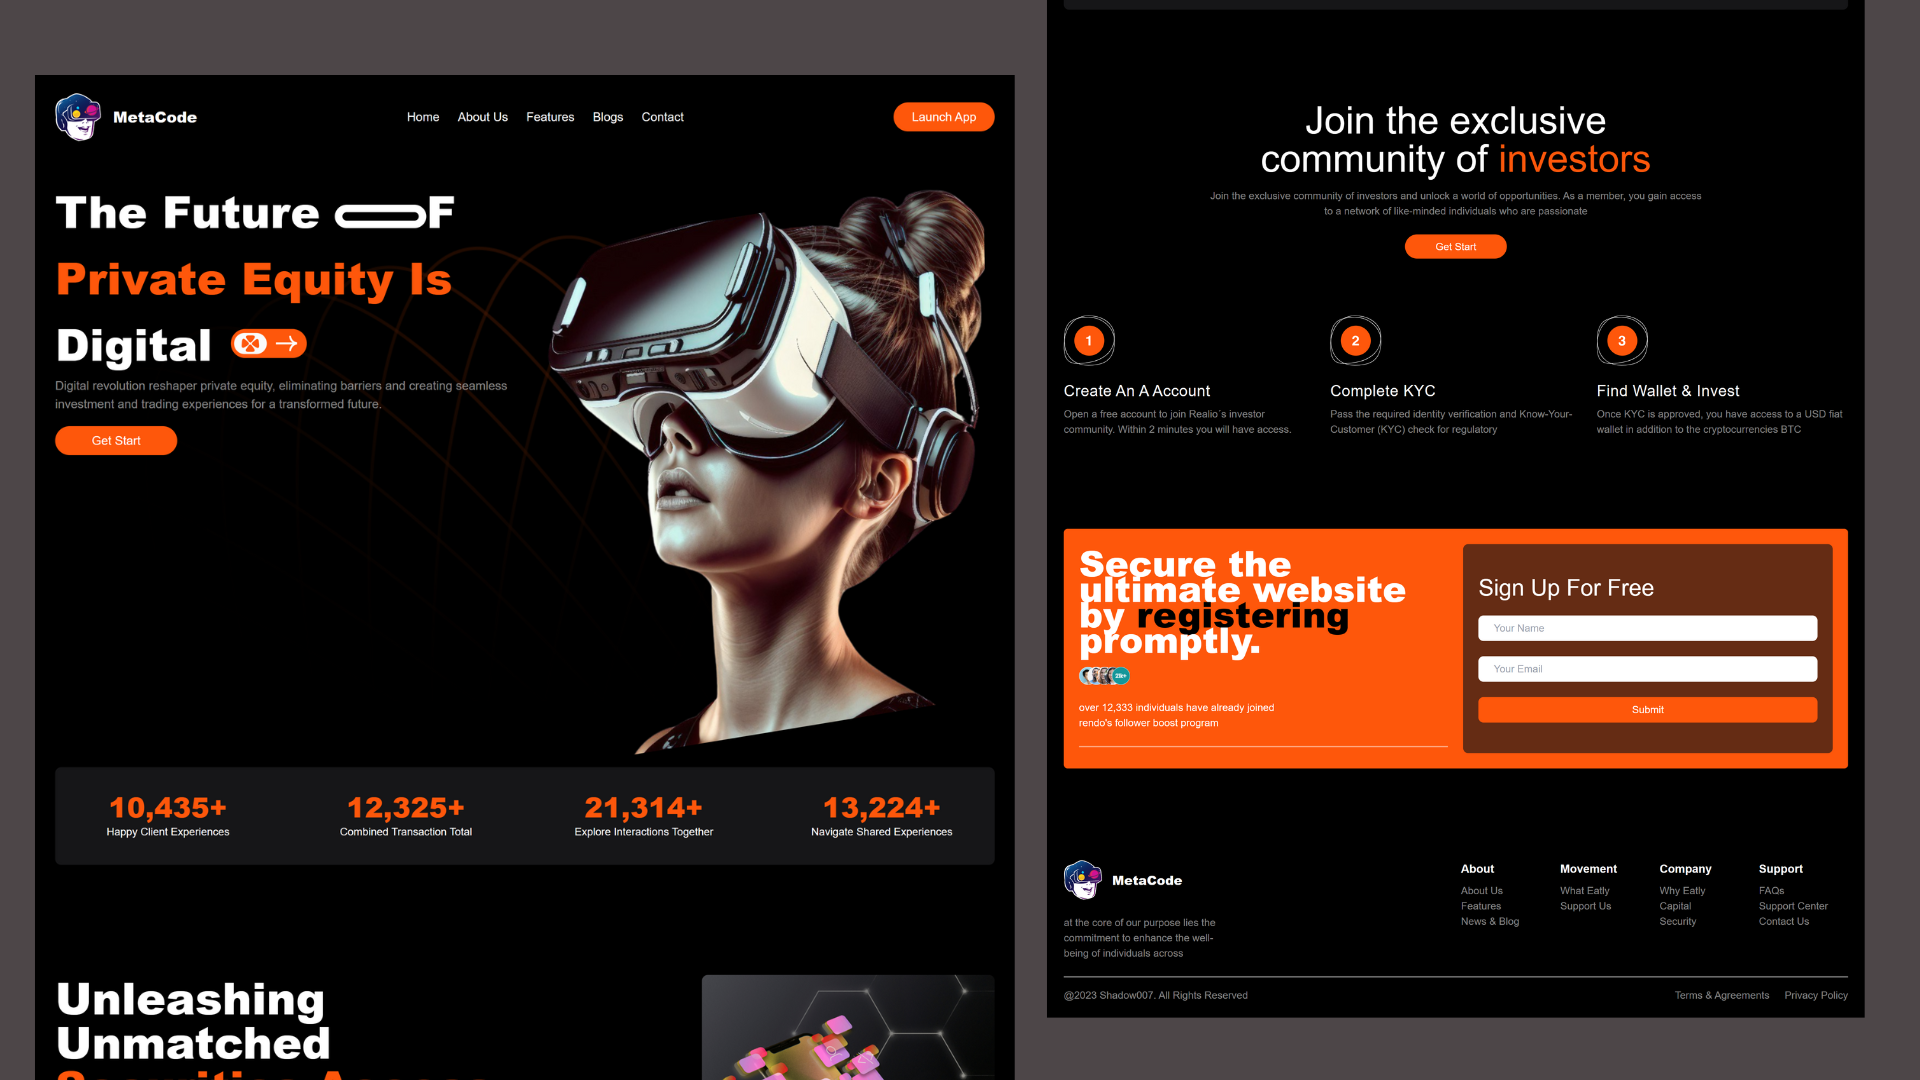 MetaCode
Home
About Us
Features
Blogs
Contact
Launch App
The Future OF
Private Equity Is
Digital
Digital revolution reshaper private equity, eliminating barriers and creating seamless
investment and trading experiences for a transformed future.
Get Start
10,435+
Happy Client Experiences
12,325+
Combined Transaction Total
21,314+
Explore Interactions Together
13,224+
Navigate Shared Experiences
Unleashing
Unmatched
Securities Access
Join the exclusive
community of investors
Join the exclusive community of investors and unlock a world of opportunities. As a member, you gain access
to a network of like-minded individuals who are passionate
Get Start
1
Create An A Account
Open a free account to join Realio´s investor
community. Within 2 minutes you will have access.
2
Complete KYC
Pass the required identity verification and Know-Your-
Customer (KYC) check for regulatory
3
Find Wallet & Invest
Once KYC is approved, you have access to a USD fiat
wallet in addition to the cryptocurrencies BTC
Secure the
ultimate website
by registering
promptly.
2k+
over 12,333 individuals have already joined
rendo's follower boost program
Sign Up For Free
Your Name
Your Email
Submit
MetaCode
at the core of our purpose lies the
commitment to enhance the well-
being of individuals across
About
About Us
Features
News & Blog
Movement
What Eatly
Support Us
Company
Why Eatly
Capital
Security
Support
FAQs
Support Center
Contact Us
@2023 Shadow007. All Rights Reserved
Terms & Agreements
Privacy Policy